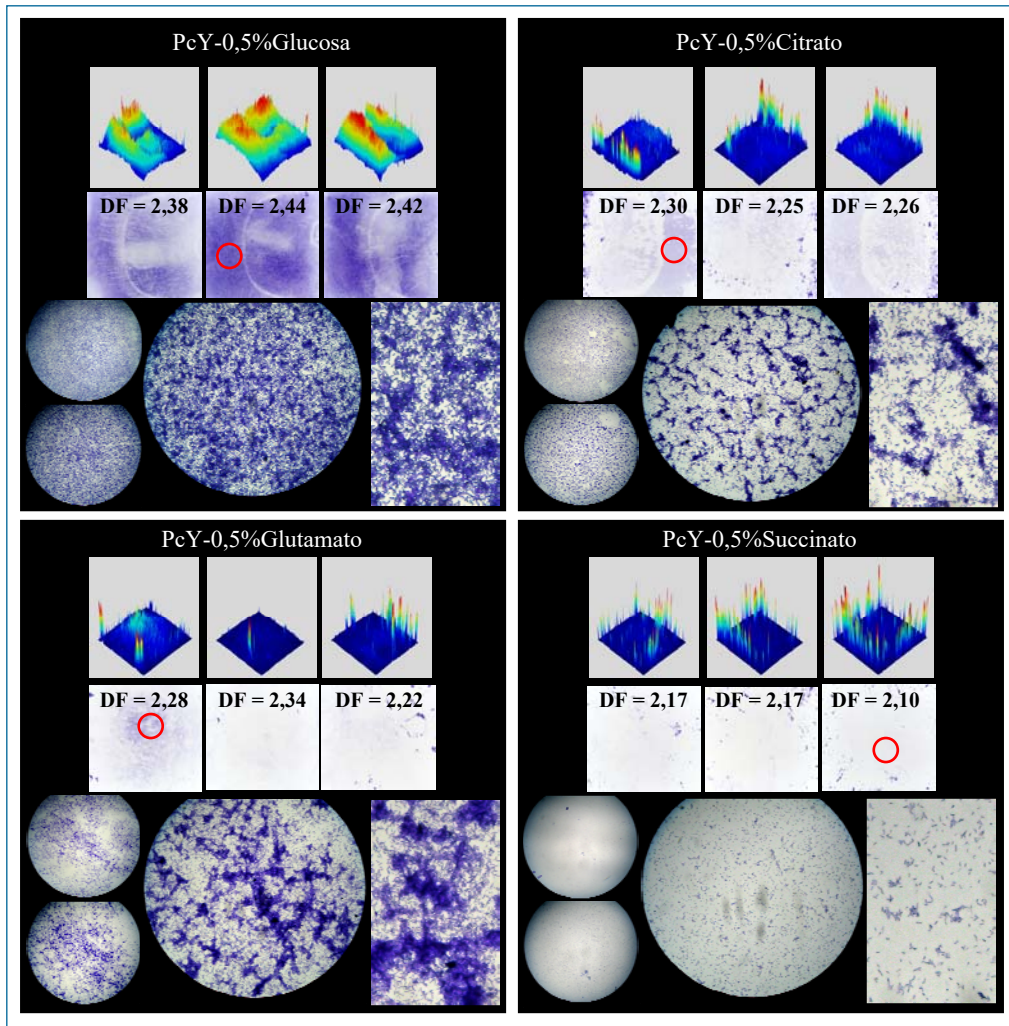 PcY-0,5%Glucosa
DF = 2,38 DF = 2,44 DF = 2,42
PcY-0,5%Citrato
DF = 2,30 DF = 2,25 DF = 2,26
PcY-0,5%Glutamato
DF = 2,28 DF = 2,34 DF = 2,22
PcY-0,5%Succinato
DF = 2,17 DF = 2,17 DF = 2,10